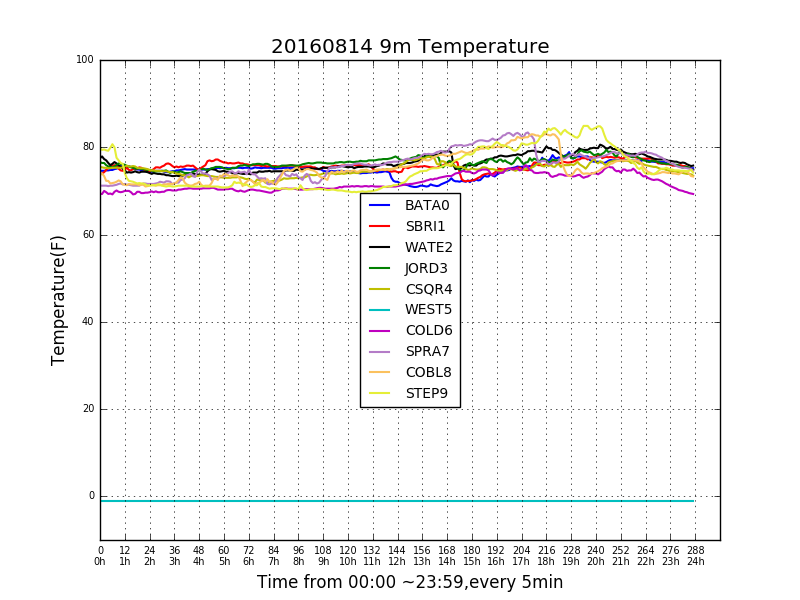 20160814 9m Temperature
100
80
60
40
20
0
Temperature(F)
BATA0
SBRI1
WATE2
JORD3
CSQR4
WEST5
COLD6
SPRA7
COBL8
STEP9
0 12 24 36 48 60 72 84 96 108 120 132 144 156 168 180 192 204 216 228 240 252 264 276 288
0h 1h 2h 3h 4h 5h 6h 7h 8h 9h 10h 11h 12h 13h 14h 15h 16h 17h 18h 19h 20h 21h 22h 23h 24h
Time from 00:00 ~23:59,every 5min